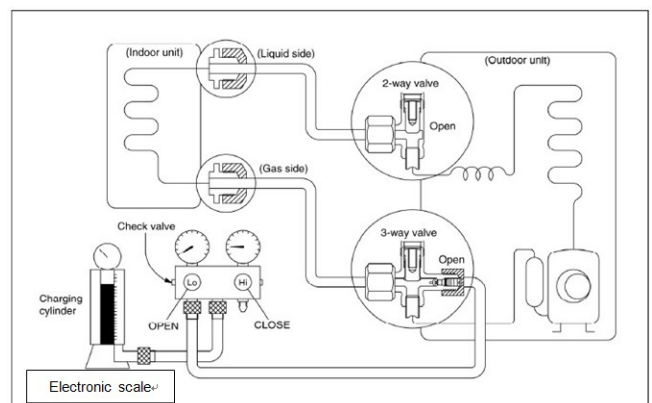 (Indoor unit)
(Liquid side)
(Outdoor unit)
2-way valve
Open
(Gas side)
Check valve
3-way valve
Open
Lo
Hi
Charging
cylinder
OPEN
CLOSE
Electronic scale↵